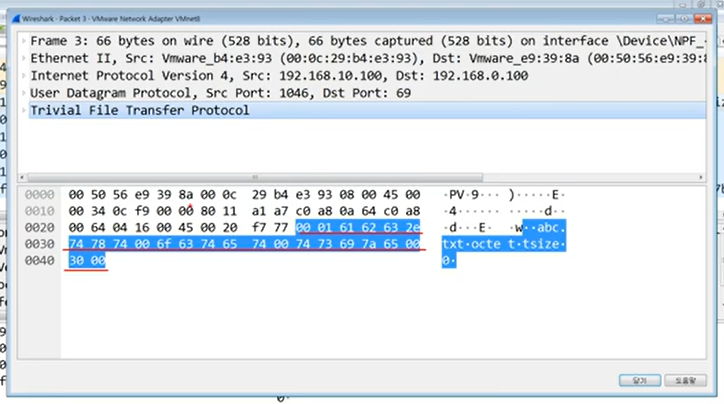 Wireshark · Packet 3 · VMware Network Adapter VMnet8
Frame 3: 66 bytes on wire (528 bits), 66 bytes captured (528 bits) on interface \Device\NPF_
Ethernet II, Src: Vmware_b4:e3:93 (00:0c:29:b4:e3:93), Dst: Vmware_e9:39:8a (00:50:56:e9:39:8
Internet Protocol Version 4, Src: 192.168.10.100, Dst: 192.168.0.100
User Datagram Protocol, Src Port: 1046, Dst Port: 69
Trivial File Transfer Protocol
0000 00 50 56 e9 39 8a 00 0c 29 b4 e3 93 08 00 45 00 ·PV·9··· )·····E·
0010 00 34 0c f9 00 00 80 11 a1 a7 c0 a8 0a 64 c0 a8 ·4······ ·····d··
0020 00 64 04 16 00 45 00 20 f7 77 00 01 61 62 63 2e ·d···E·  ·w··abc.
0030 74 78 74 00 6f 63 74 65 74 00 74 73 69 7a 65 00 txt·octe t·tsize·
0040 30 00 0·
닫기 도움말